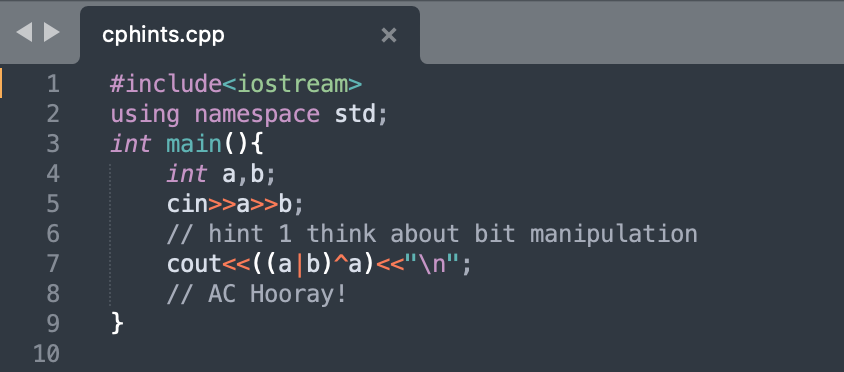 cphints.cpp
1 #include<iostream>
2 using namespace std;
3 int main(){
4     int a,b;
5     cin>>a>>b;
6     // hint 1 think about bit manipulation
7     cout<<((a|b)^a)<<"\n";
8     // AC Hooray!
9 }
10